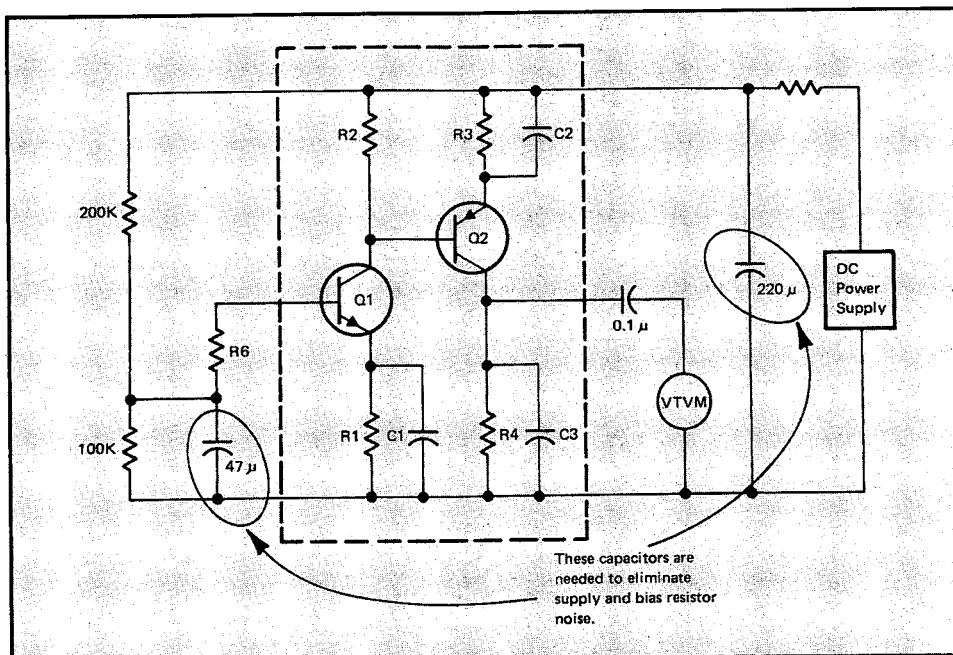 R2
R3
C2
200K
Q2
Q1
DC
Power
Supply
220 μ
0.1 μ
R6
VTVM
R1
C1
R4
C3
100K
47 μ
These capacitors are
needed to eliminate
supply and bias resistor
noise.